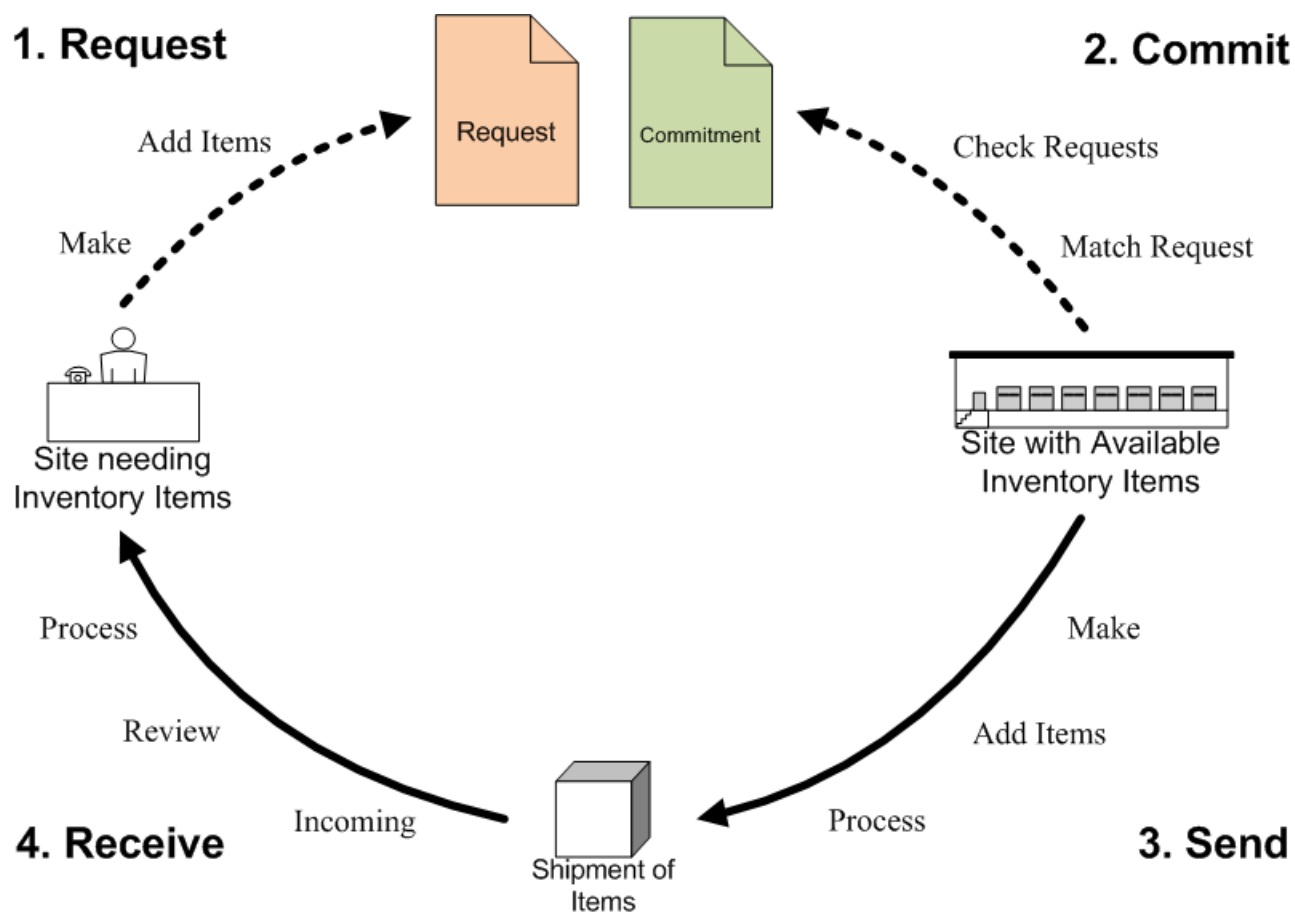 1. Request
2. Commit
Request
Commitment
Add Items
Make
Check Requests
Match Request
Site needing
Inventory Items
Site with Available
Inventory Items
Process
Review
Incoming
Make
Add Items
Process
4. Receive
Shipment of
Items
3. Send